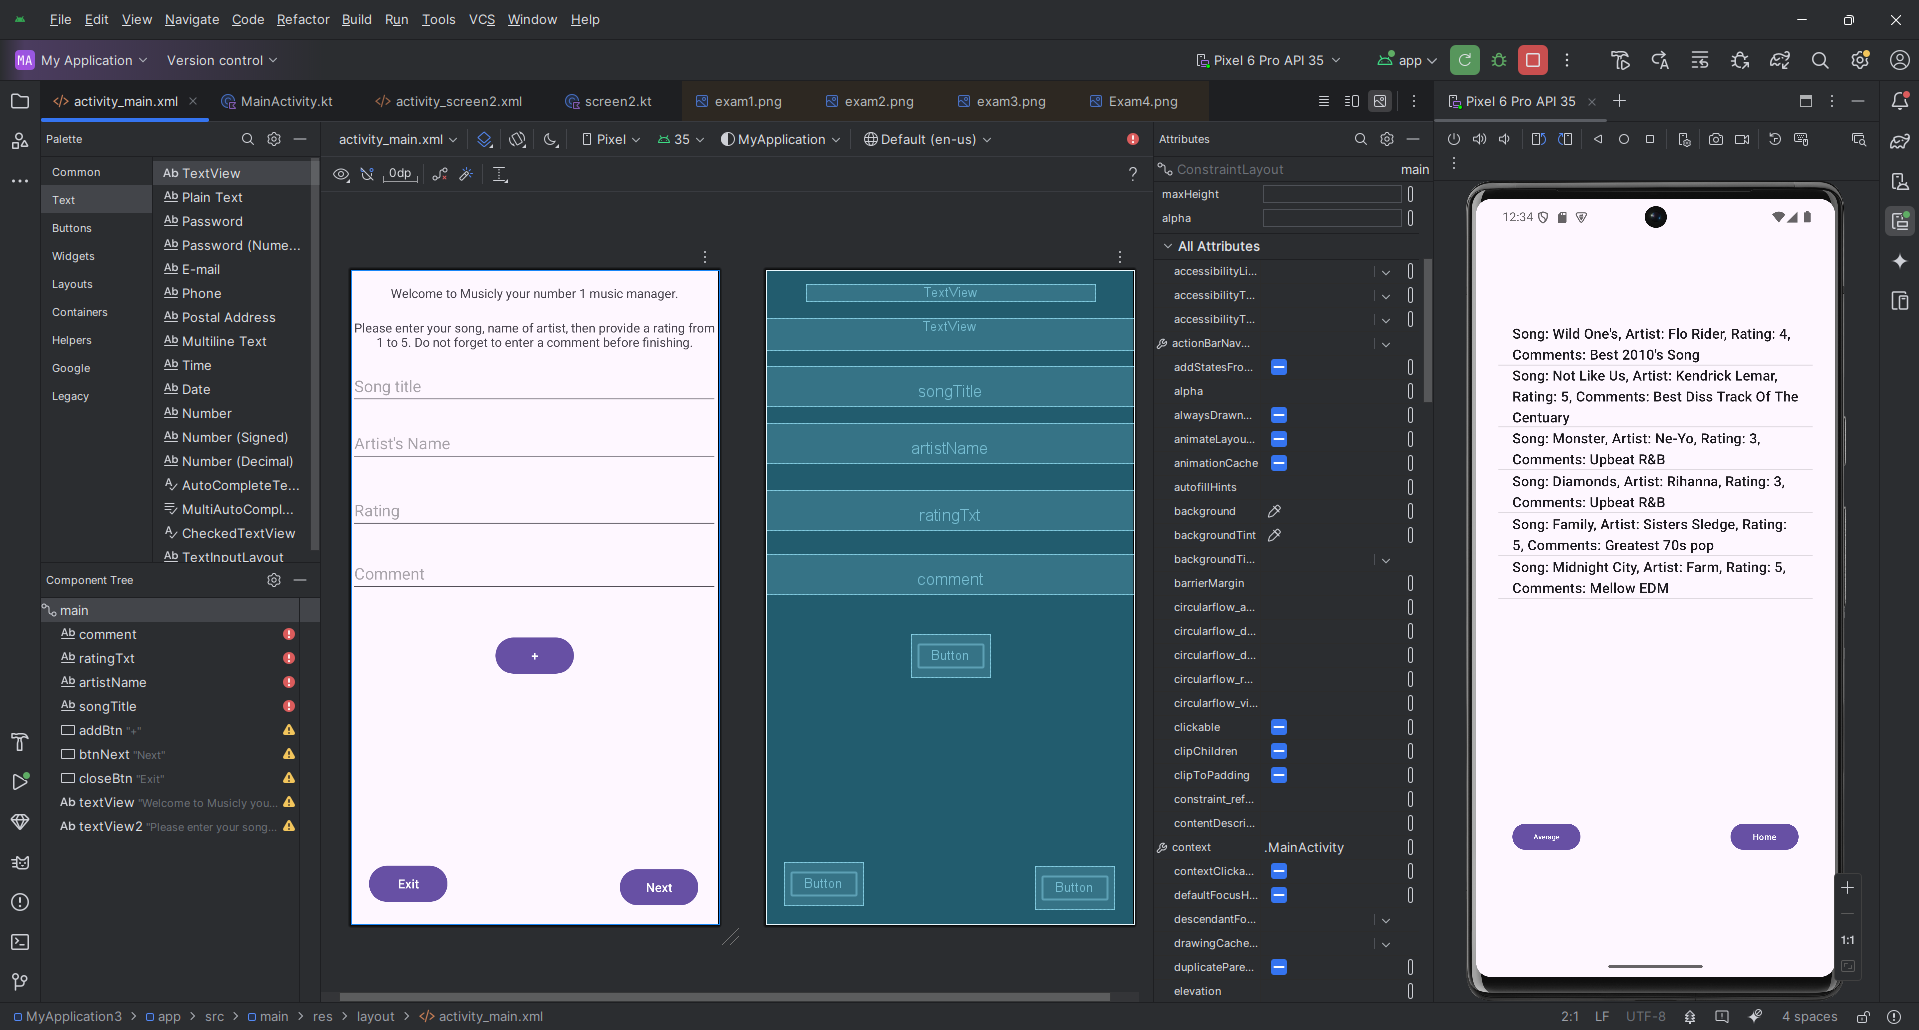 File Edit View Navigate Code Refactor Build Run Tools VCS Window Help
MA My Application Version control Pixel 6 Pro API 35 app
activity_main.xml MainActivity.kt activity_screen2.xml screen2.kt exam1.png exam2.png exam3.png Exam4.png Pixel 6 Pro API 35
Palette
Common
Text
Buttons
Widgets
Layouts
Containers
Helpers
Google
Legacy
Ab TextView
Ab Plain Text
Ab Password
Ab Password (Nume...
Ab E-mail
Ab Phone
Ab Postal Address
Ab Multiline Text
Ab Time
Ab Date
Ab Number
Ab Number (Signed)
Ab Number (Decimal)
AutoCompleteTe...
MultiAutoCompl...
CheckedTextView
Ab TextInputLayout
Component Tree
main
Ab comment
Ab ratingTxt
Ab artistName
Ab songTitle
addBtn "+"
btnNext "Next"
closeBtn "Exit"
Ab textView "Welcome to Musicly you...
Ab textView2 "Please enter your song...
activity_main.xml Pixel 35 MyApplication Default (en-us)
0dp ?
Welcome to Musicly your number 1 music manager.
Please enter your song, name of artist, then provide a rating from
1 to 5. Do not forget to enter a comment before finishing.
Song title
Artist's Name
Rating
Comment
+
Exit
Next
TextView
TextView
songTitle
artistName
ratingTxt
comment
Button
Button
Button
Attributes
ConstraintLayout main
maxHeight
alpha
All Attributes
accessibilityLi...
accessibilityT...
accessibilityT...
actionBarNav...
addStatesFro...
alpha
alwaysDrawn...
animateLayou...
animationCache
autofillHints
background
backgroundTint
backgroundTi...
barrierMargin
circularflow_a...
circularflow_d...
circularflow_d...
circularflow_r...
circularflow_vi...
clickable
clipChildren
clipToPadding
constraint_ref...
contentDescri...
context .MainActivity
contextClicka...
defaultFocusH...
descendantFo...
drawingCache...
duplicatePare...
elevation
12:34
Song: Wild One's, Artist: Flo Rider, Rating: 4,
Comments: Best 2010's Song
Song: Not Like Us, Artist: Kendrick Lemar,
Rating: 5, Comments: Best Diss Track Of The
Centuary
Song: Monster, Artist: Ne-Yo, Rating: 3,
Comments: Upbeat R&B
Song: Diamonds, Artist: Rihanna, Rating: 3,
Comments: Upbeat R&B
Song: Family, Artist: Sisters Sledge, Rating:
5, Comments: Greatest 70s pop
Song: Midnight City, Artist: Farm, Rating: 5,
Comments: Mellow EDM
Average
Home
1:1
MyApplication3 > app > src > main > res > layout > activity_main.xml
2:1 LF UTF-8 4 spaces